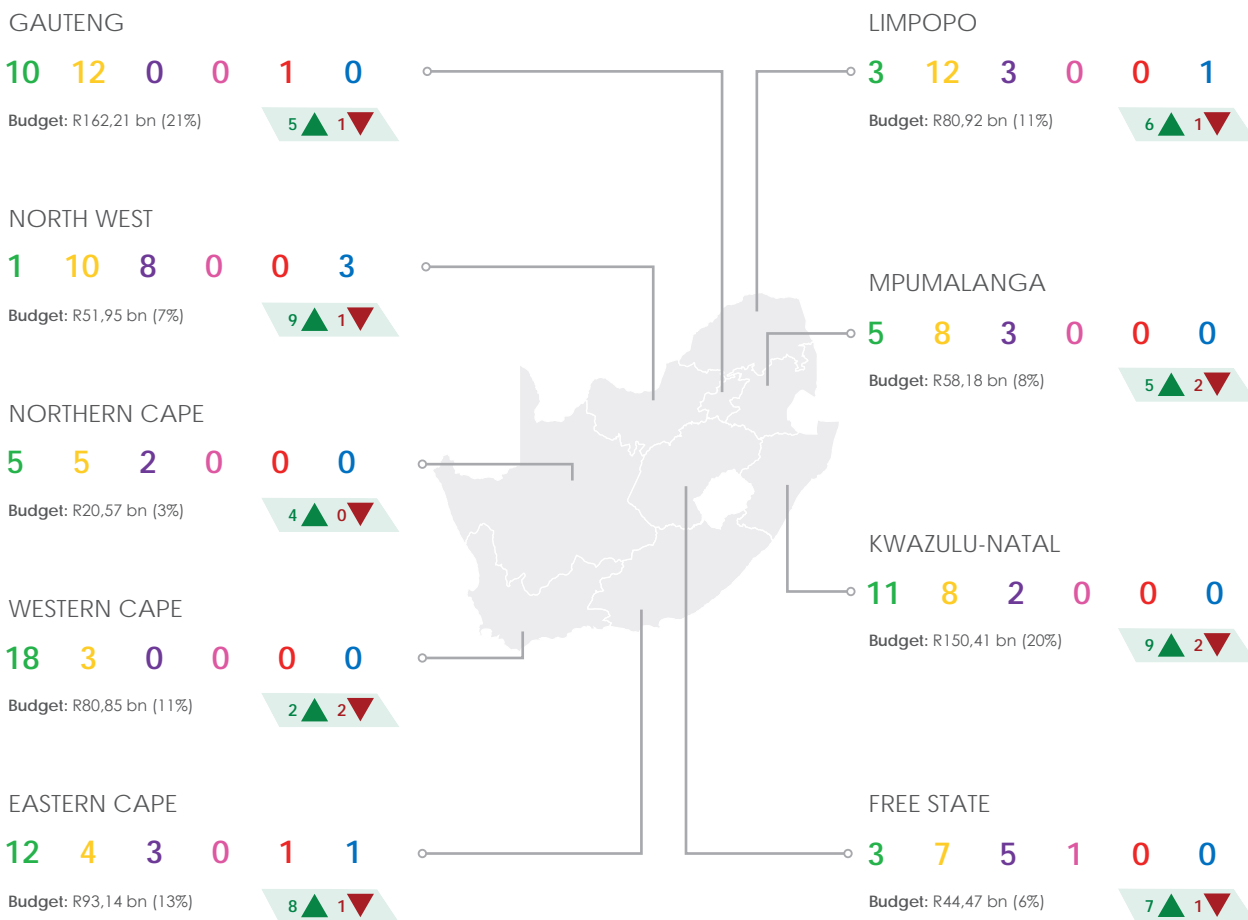 GAUTENG
10 12 0 0 1 0
Budget: R162,21 bn (21%)
5 1
NORTH WEST
1 10 8 0 0 3
Budget: R51,95 bn (7%)
9 1
NORTHERN CAPE
5 5 2 0 0 0
Budget: R20,57 bn (3%)
4 0
WESTERN CAPE
18 3 0 0 0 0
Budget: R80,85 bn (11%)
2 2
EASTERN CAPE
12 4 3 0 1 1
Budget: R93,14 bn (13%)
8 1
LIMPOPO
3 12 3 0 0 1
Budget: R80,92 bn (11%)
6 1
MPUMALANGA
5 8 3 0 0 0
Budget: R58,18 bn (8%)
5 2
KWAZULU-NATAL
11 8 2 0 0 0
Budget: R150,41 bn (20%)
9 2
FREE STATE
3 7 5 1 0 0
Budget: R44,47 bn (6%)
7 1